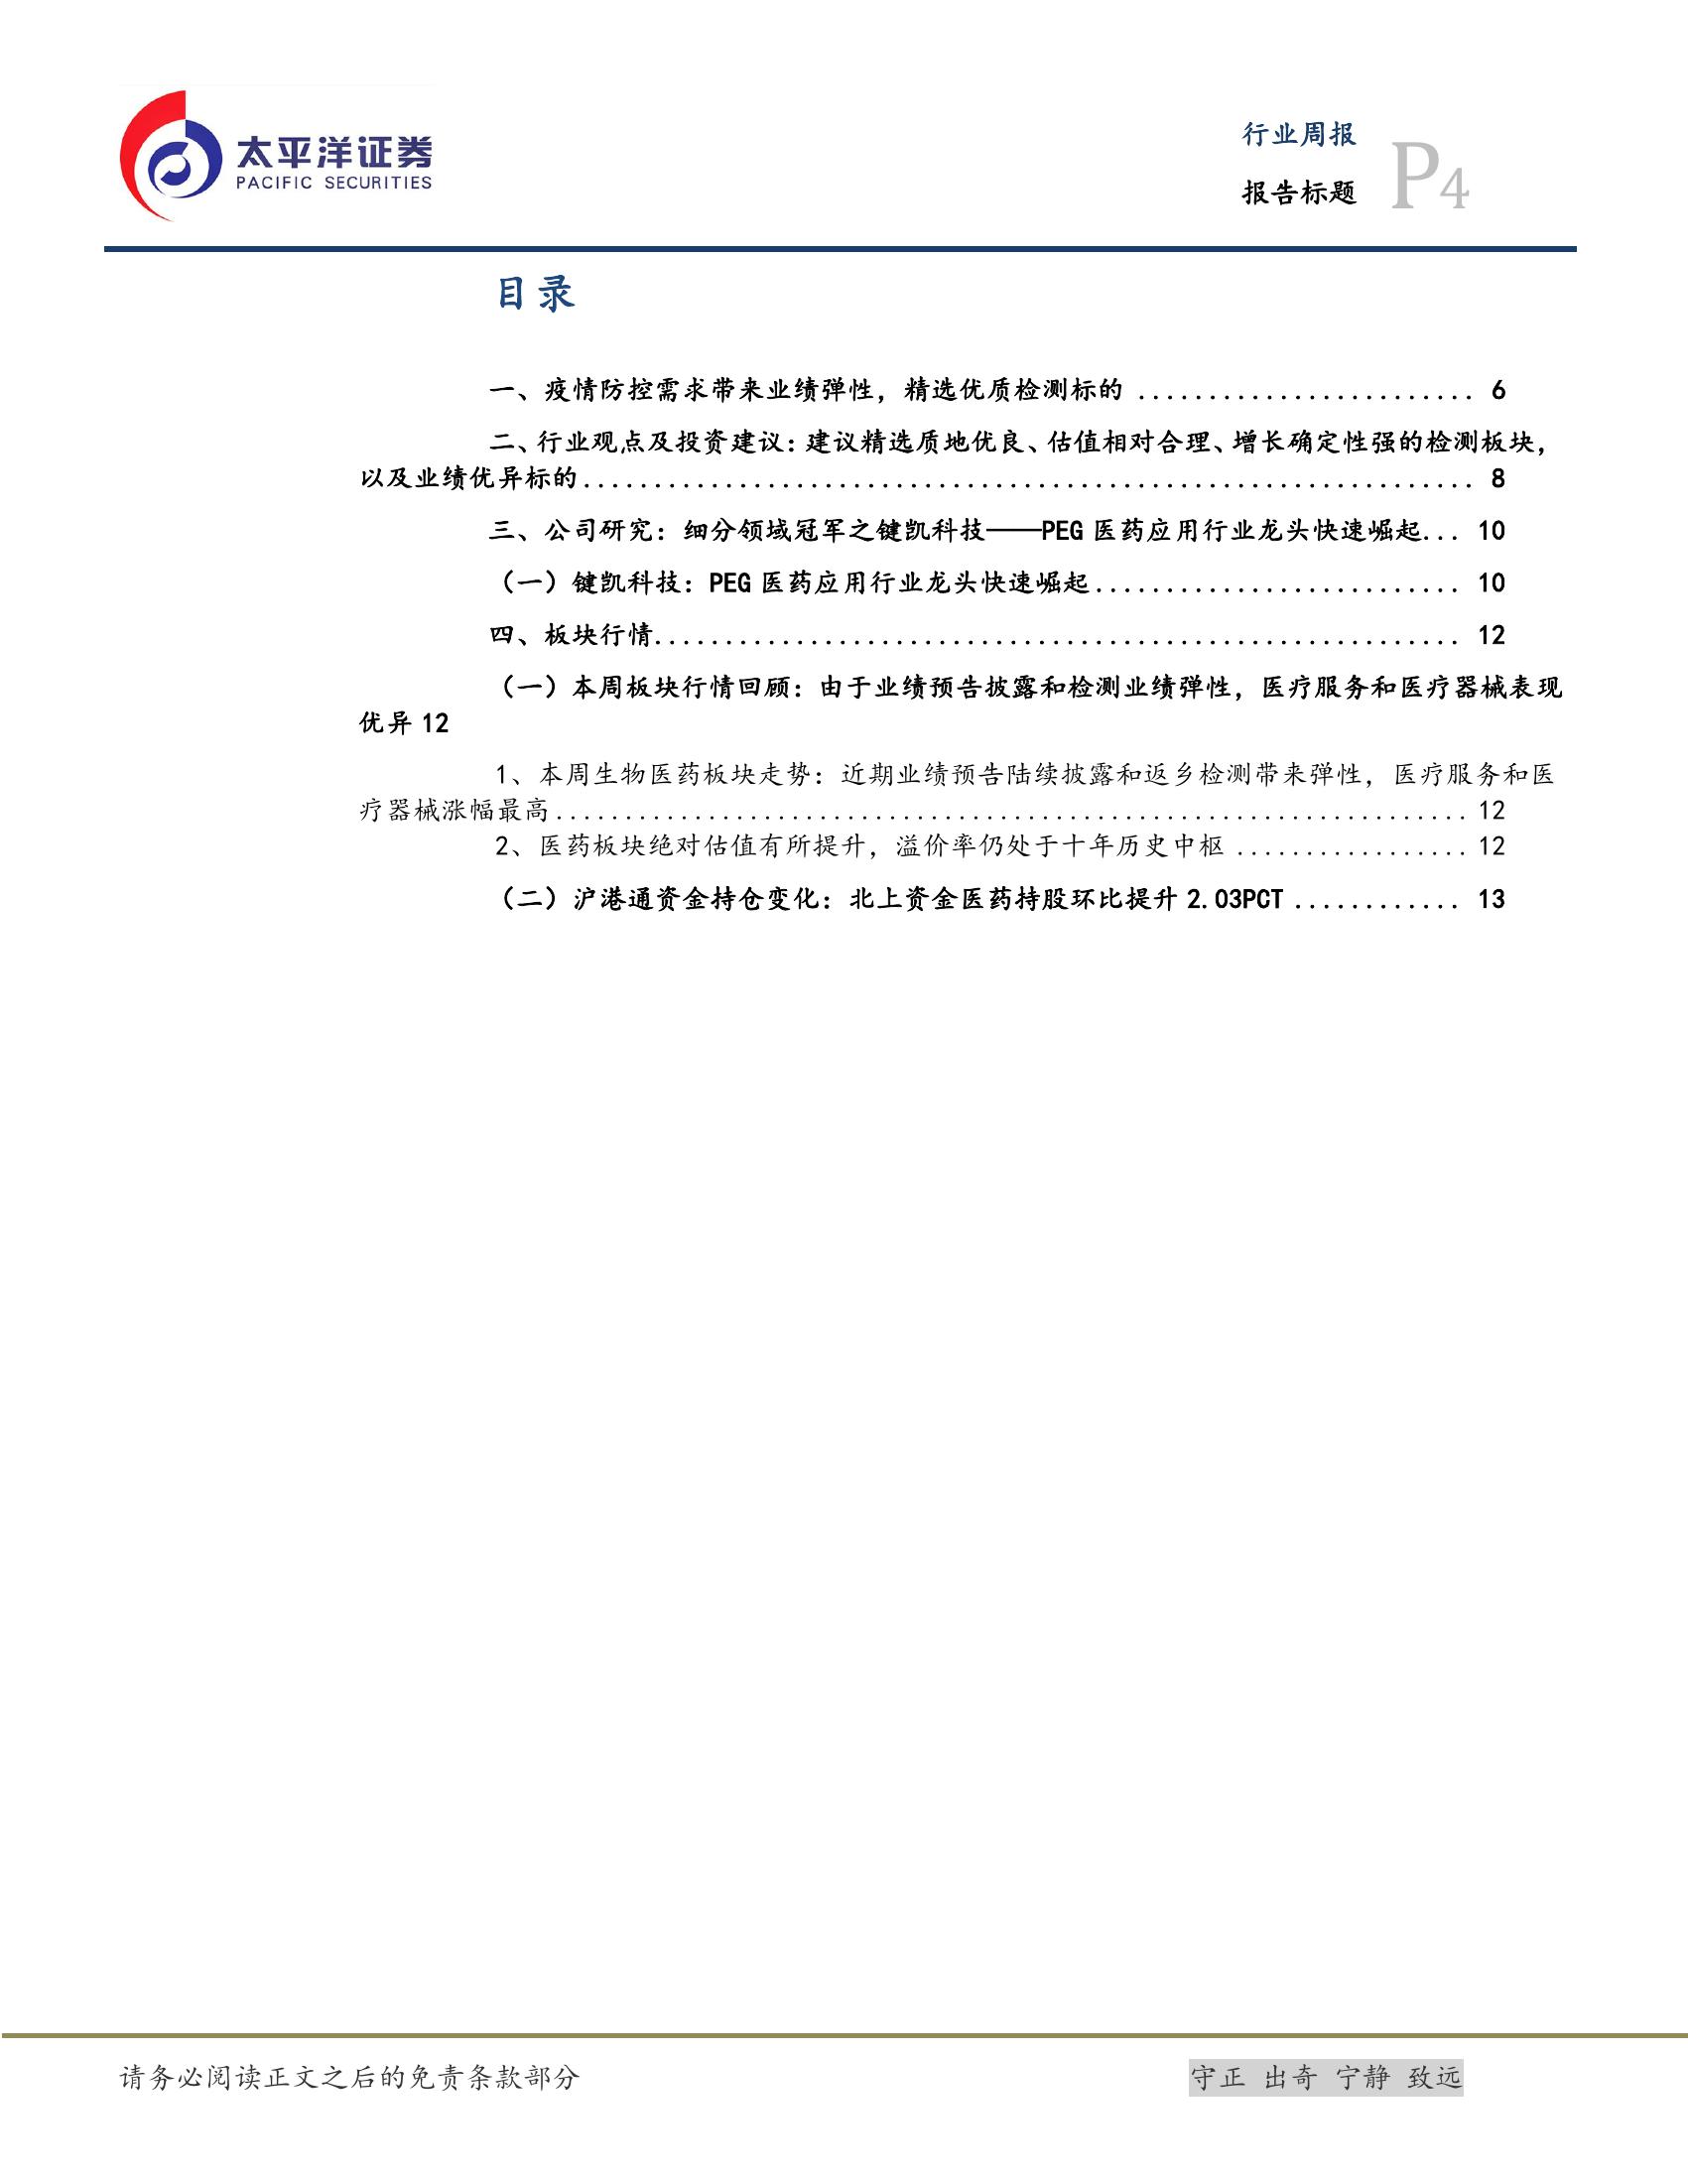 太平洋证券
PACIFIC SECURITIES
行业周报
报告标题
P4
目录
一、疫情防控需求带来业绩弹性，精选优质检测标的 ........................ 6
二、行业观点及投资建议：建议精选质地优良、估值相对合理、增长确定性强的检测板块，
以及业绩优异标的............................................................... 8
三、公司研究：细分领域冠军之键凯科技——PEG 医药应用行业龙头快速崛起... 10
（一）键凯科技：PEG 医药应用行业龙头快速崛起.......................... 10
四、板块行情......................................................... 12
（一）本周板块行情回顾：由于业绩预告披露和检测业绩弹性，医疗服务和医疗器械表现
优异 12
1、本周生物医药板块走势：近期业绩预告陆续披露和返乡检测带来弹性，医疗服务和医
疗器械涨幅最高.................................................................. 12
2、医药板块绝对估值有所提升，溢价率仍处于十年历史中枢 ................. 12
（二）沪港通资金持仓变化：北上资金医药持股环比提升 2.03PCT ............ 13
请务必阅读正文之后的免责条款部分
守正 出奇 宁静 致远